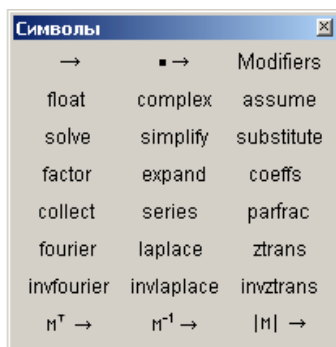 Символы
→ ▪ → Modifiers
float complex assume
solve simplify substitute
factor expand coeffs
collect series parfrac
fourier laplace ztrans
invfourier invlaplace invztrans
Mᵀ → M⁻¹ → |M| →